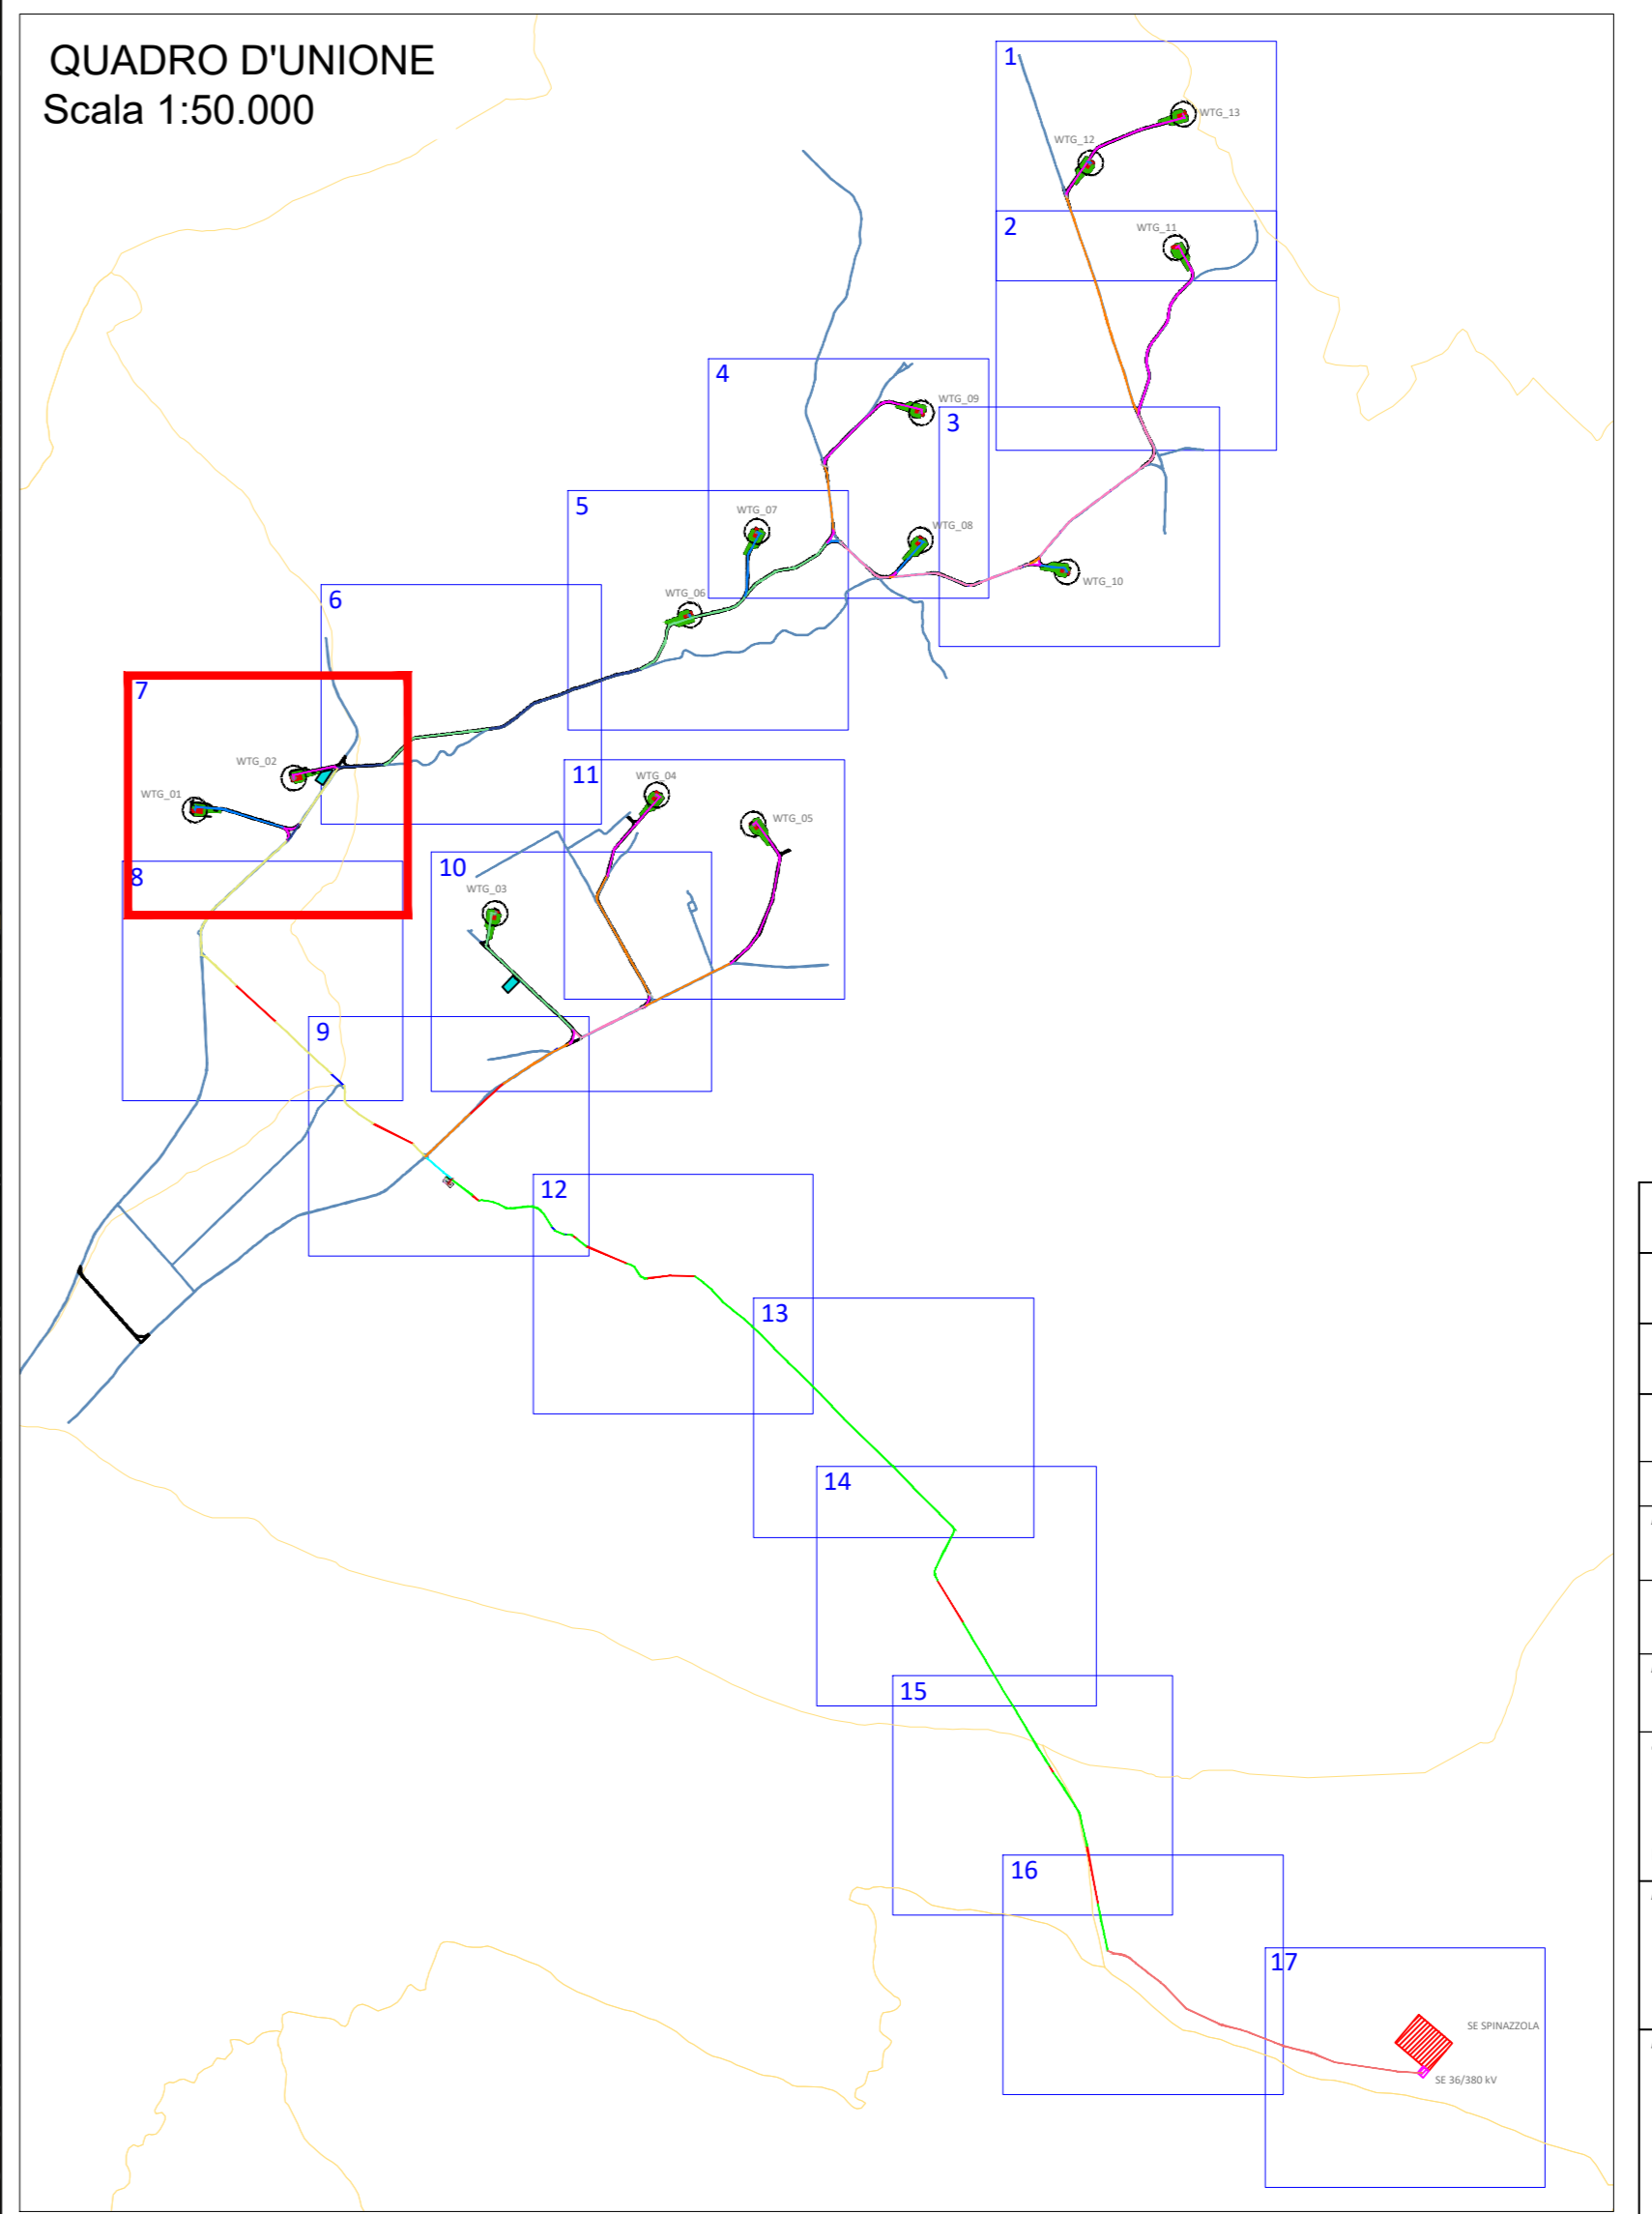 QUADRO D'UNIONE
Scala 1:50.000
1
WTG_13
WTG_12
2
WTG_11
4
WTG_09
3
5
WTG_07
WTG_08
WTG_10
6
WTG_06
7
WTG_02
WTG_01
11
WTG_04
WTG_05
8
10
WTG_03
9
12
13
14
15
16
17
SE SPINAZZOLA
SE 36/380 kV